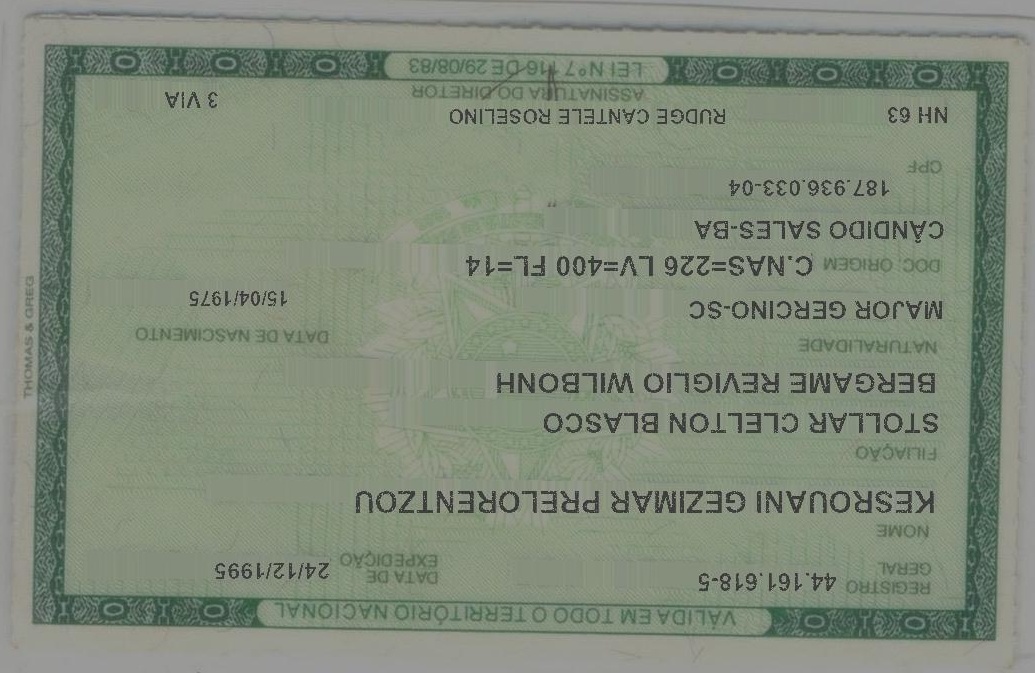 VÁLIDA EM TODO O TERRITÓRIO NACIONAL
REGISTRO GERAL 44.161.618-5 DATA DE EXPEDIÇÃO 24/12/1995
NOME
KESROUANI GEZIMAR PRELORENTZOU
FILIAÇÃO
STOLLAR CLELTON BLASCO
BERGAME REVIGLIO WILBONH
NATURALIDADE DATA DE NASCIMENTO
MAJOR GERCINO-SC 15/04/1975
DOC. ORIGEM C.NAS=226 LV=400 FL=14
CÂNDIDO SALES-BA
187.936.033-04
CPF
NH 63 RUDGE CANTELE ROSELINO 3 VIA
ASSINATURA DO DIRETOR
LEI Nº 7.116 DE 29/08/83
THOMAS & GREG